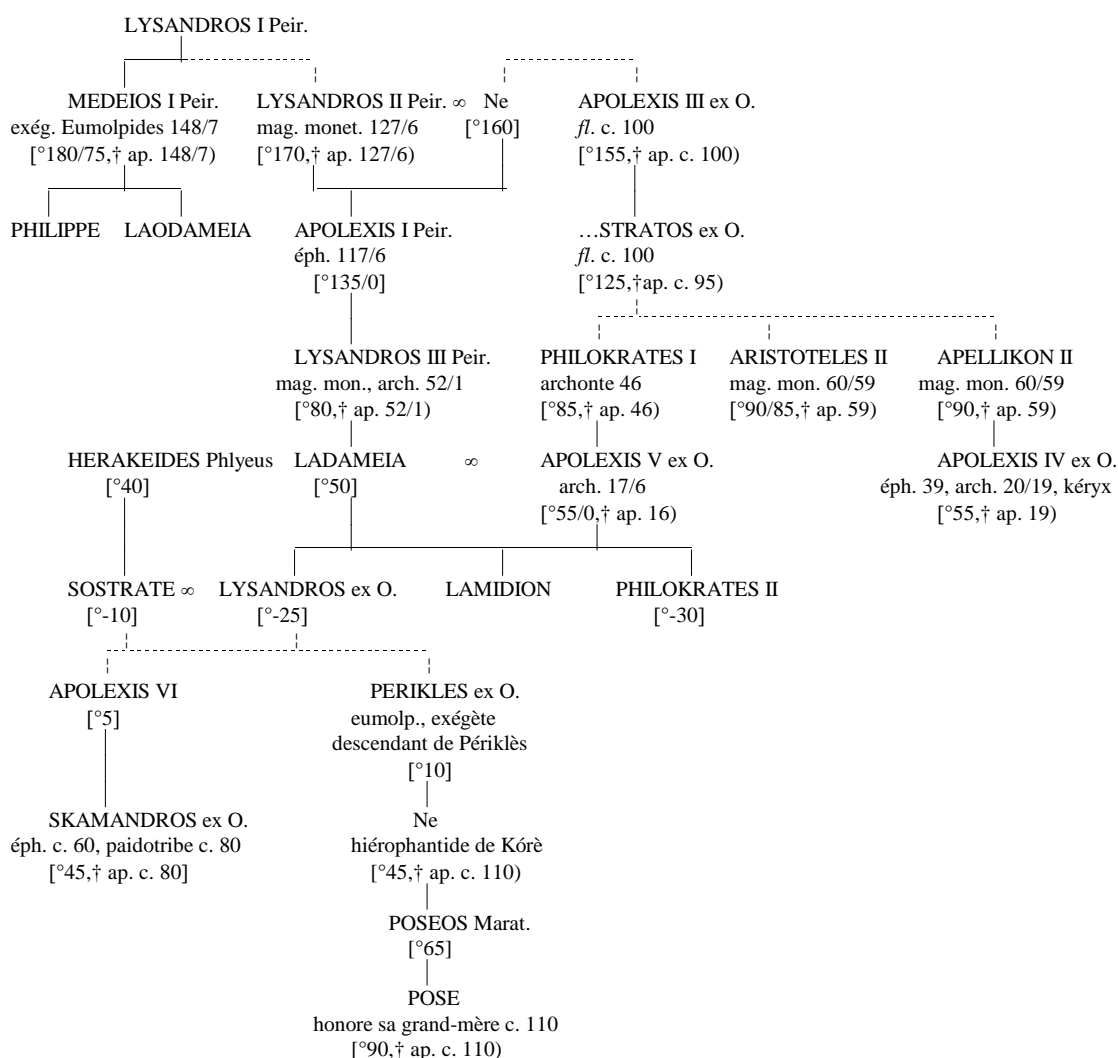 LYSANDROS I Peir.
MEDEIOS I Peir. LYSANDROS II Peir. ∞ Ne APOLEXIS III ex O.
exég. Eumolpides 148/7 mag. monet. 127/6 [°160] fl. c. 100
[°180/75,† ap. 148/7) [°170,† ap. 127/6) [°155,† ap. c. 100)
PHILIPPE LAODAMEIA APOLEXIS I Peir. …STRATOS ex O.
éph. 117/6 fl. c. 100
[°135/0] [°125,†ap. c. 95)
LYSANDROS III Peir. PHILOKRATES I ARISTOTELES II APELLIKON II
mag. mon., arch. 52/1 archonte 46 mag. mon. 60/59 mag. mon. 60/59
[°80,† ap. 52/1) [°85,† ap. 46) [°90/85,† ap. 59) [°90,† ap. 59)
HERAKEIDES Phlyeus LADAMEIA ∞ APOLEXIS V ex O. APOLEXIS IV ex O.
[°40] [°50] arch. 17/6 éph. 39, arch. 20/19, kéryx
[°55/0,† ap. 16) [°55,† ap. 19)
SOSTRATE ∞ LYSANDROS ex O. LAMIDION PHILOKRATES II
[°-10] [°-25] [°-30]
APOLEXIS VI PERIKLES ex O.
[°5] eumolp., exégète
descendant de Périklès
[°10]
SKAMANDROS ex O. Ne
éph. c. 60, paidotribe c. 80 hiérophantide de Kórè
[°45,† ap. c. 80] [°45,† ap. c. 110)
POSEOS Marat.
[°65]
POSE
honore sa grand-mère c. 110
[°90,† ap. c. 110)